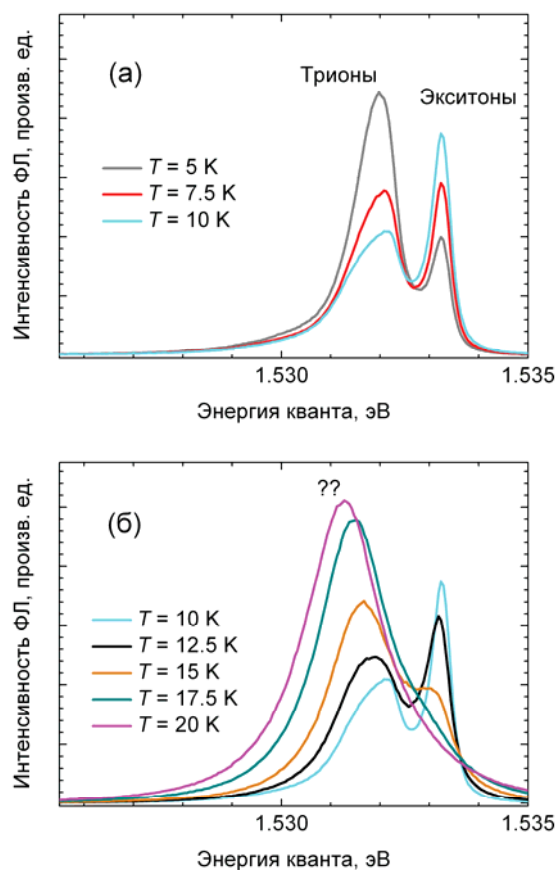 (а)
Трионы
Экситоны
T = 5 K
T = 7.5 K
T = 10 K
Интенсивность ФЛ, произв. ед.
1.530
1.535
Энергия кванта, эВ
(б)
??
T = 10 K
T = 12.5 K
T = 15 K
T = 17.5 K
T = 20 K
Интенсивность ФЛ, произв. ед.
1.530
1.535
Энергия кванта, эВ